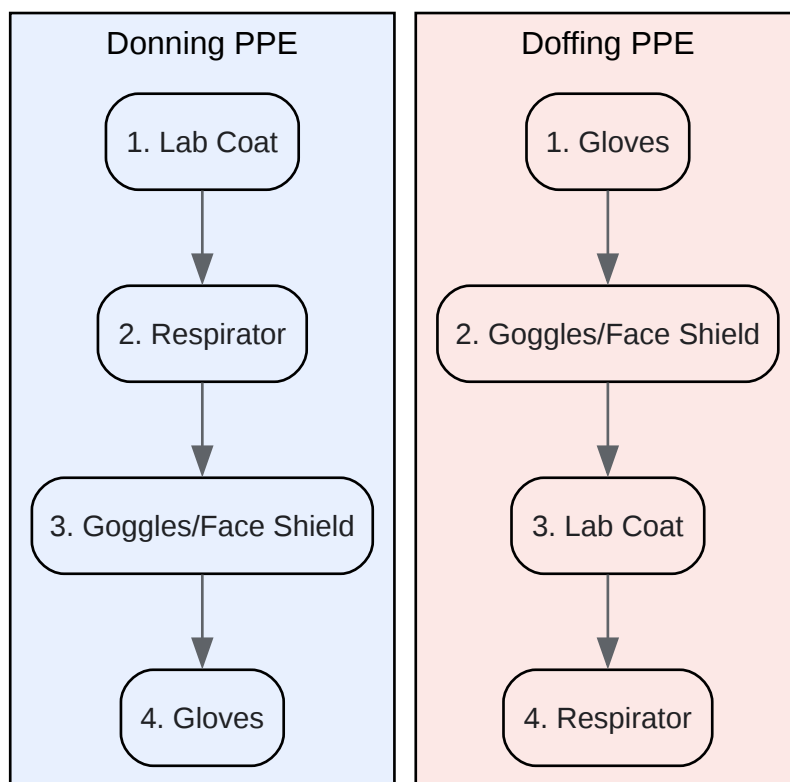 Donning PPE
1. Lab Coat
2. Respirator
3. Goggles/Face Shield
4. Gloves
Doffing PPE
1. Gloves
2. Goggles/Face Shield
3. Lab Coat
4. Respirator